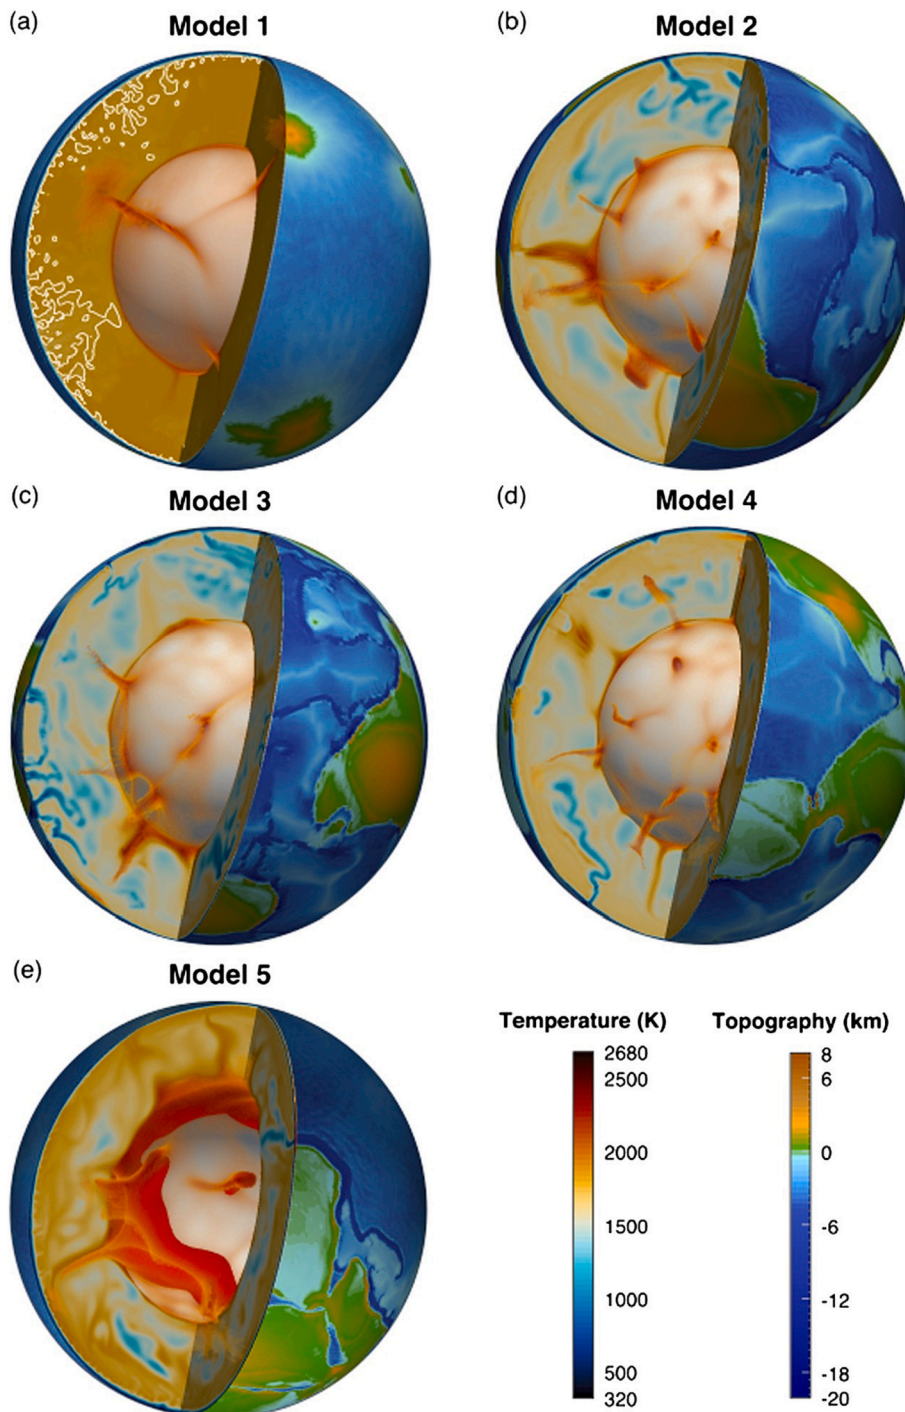 (a)
Model 1
(b)
Model 2
(c)
Model 3
(d)
Model 4
(e)
Model 5
Temperature (K)
2680
2500
2000
1500
1000
500
320
Topography (km)
8
6
0
-6
-12
-18
-20